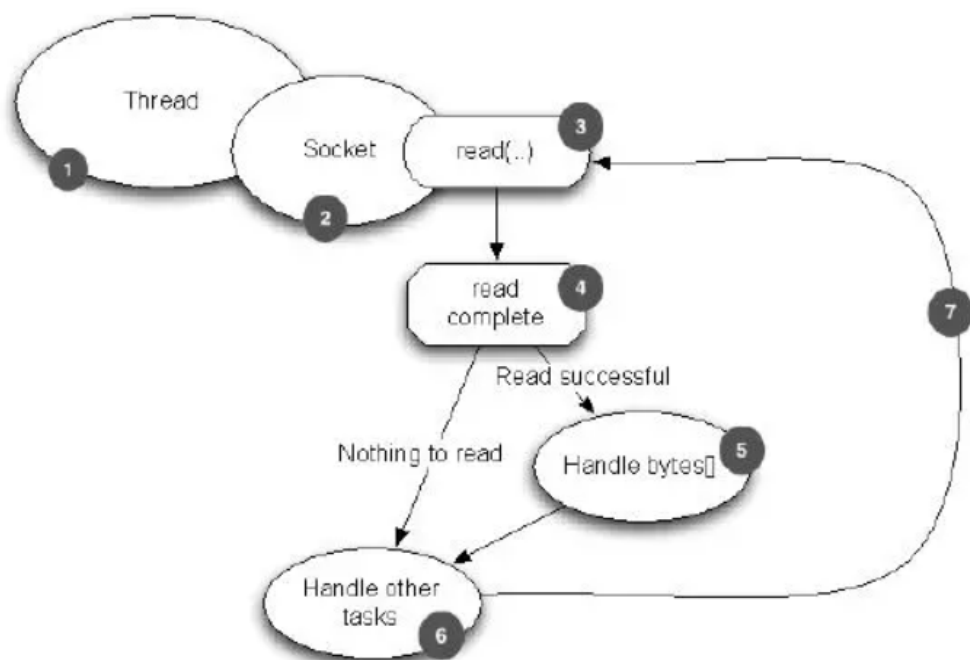 Thread
1
Socket
2
read(..)
3
read
complete
4
7
Read successful
Nothing to read
Handle bytes[]
5
Handle other
tasks
6